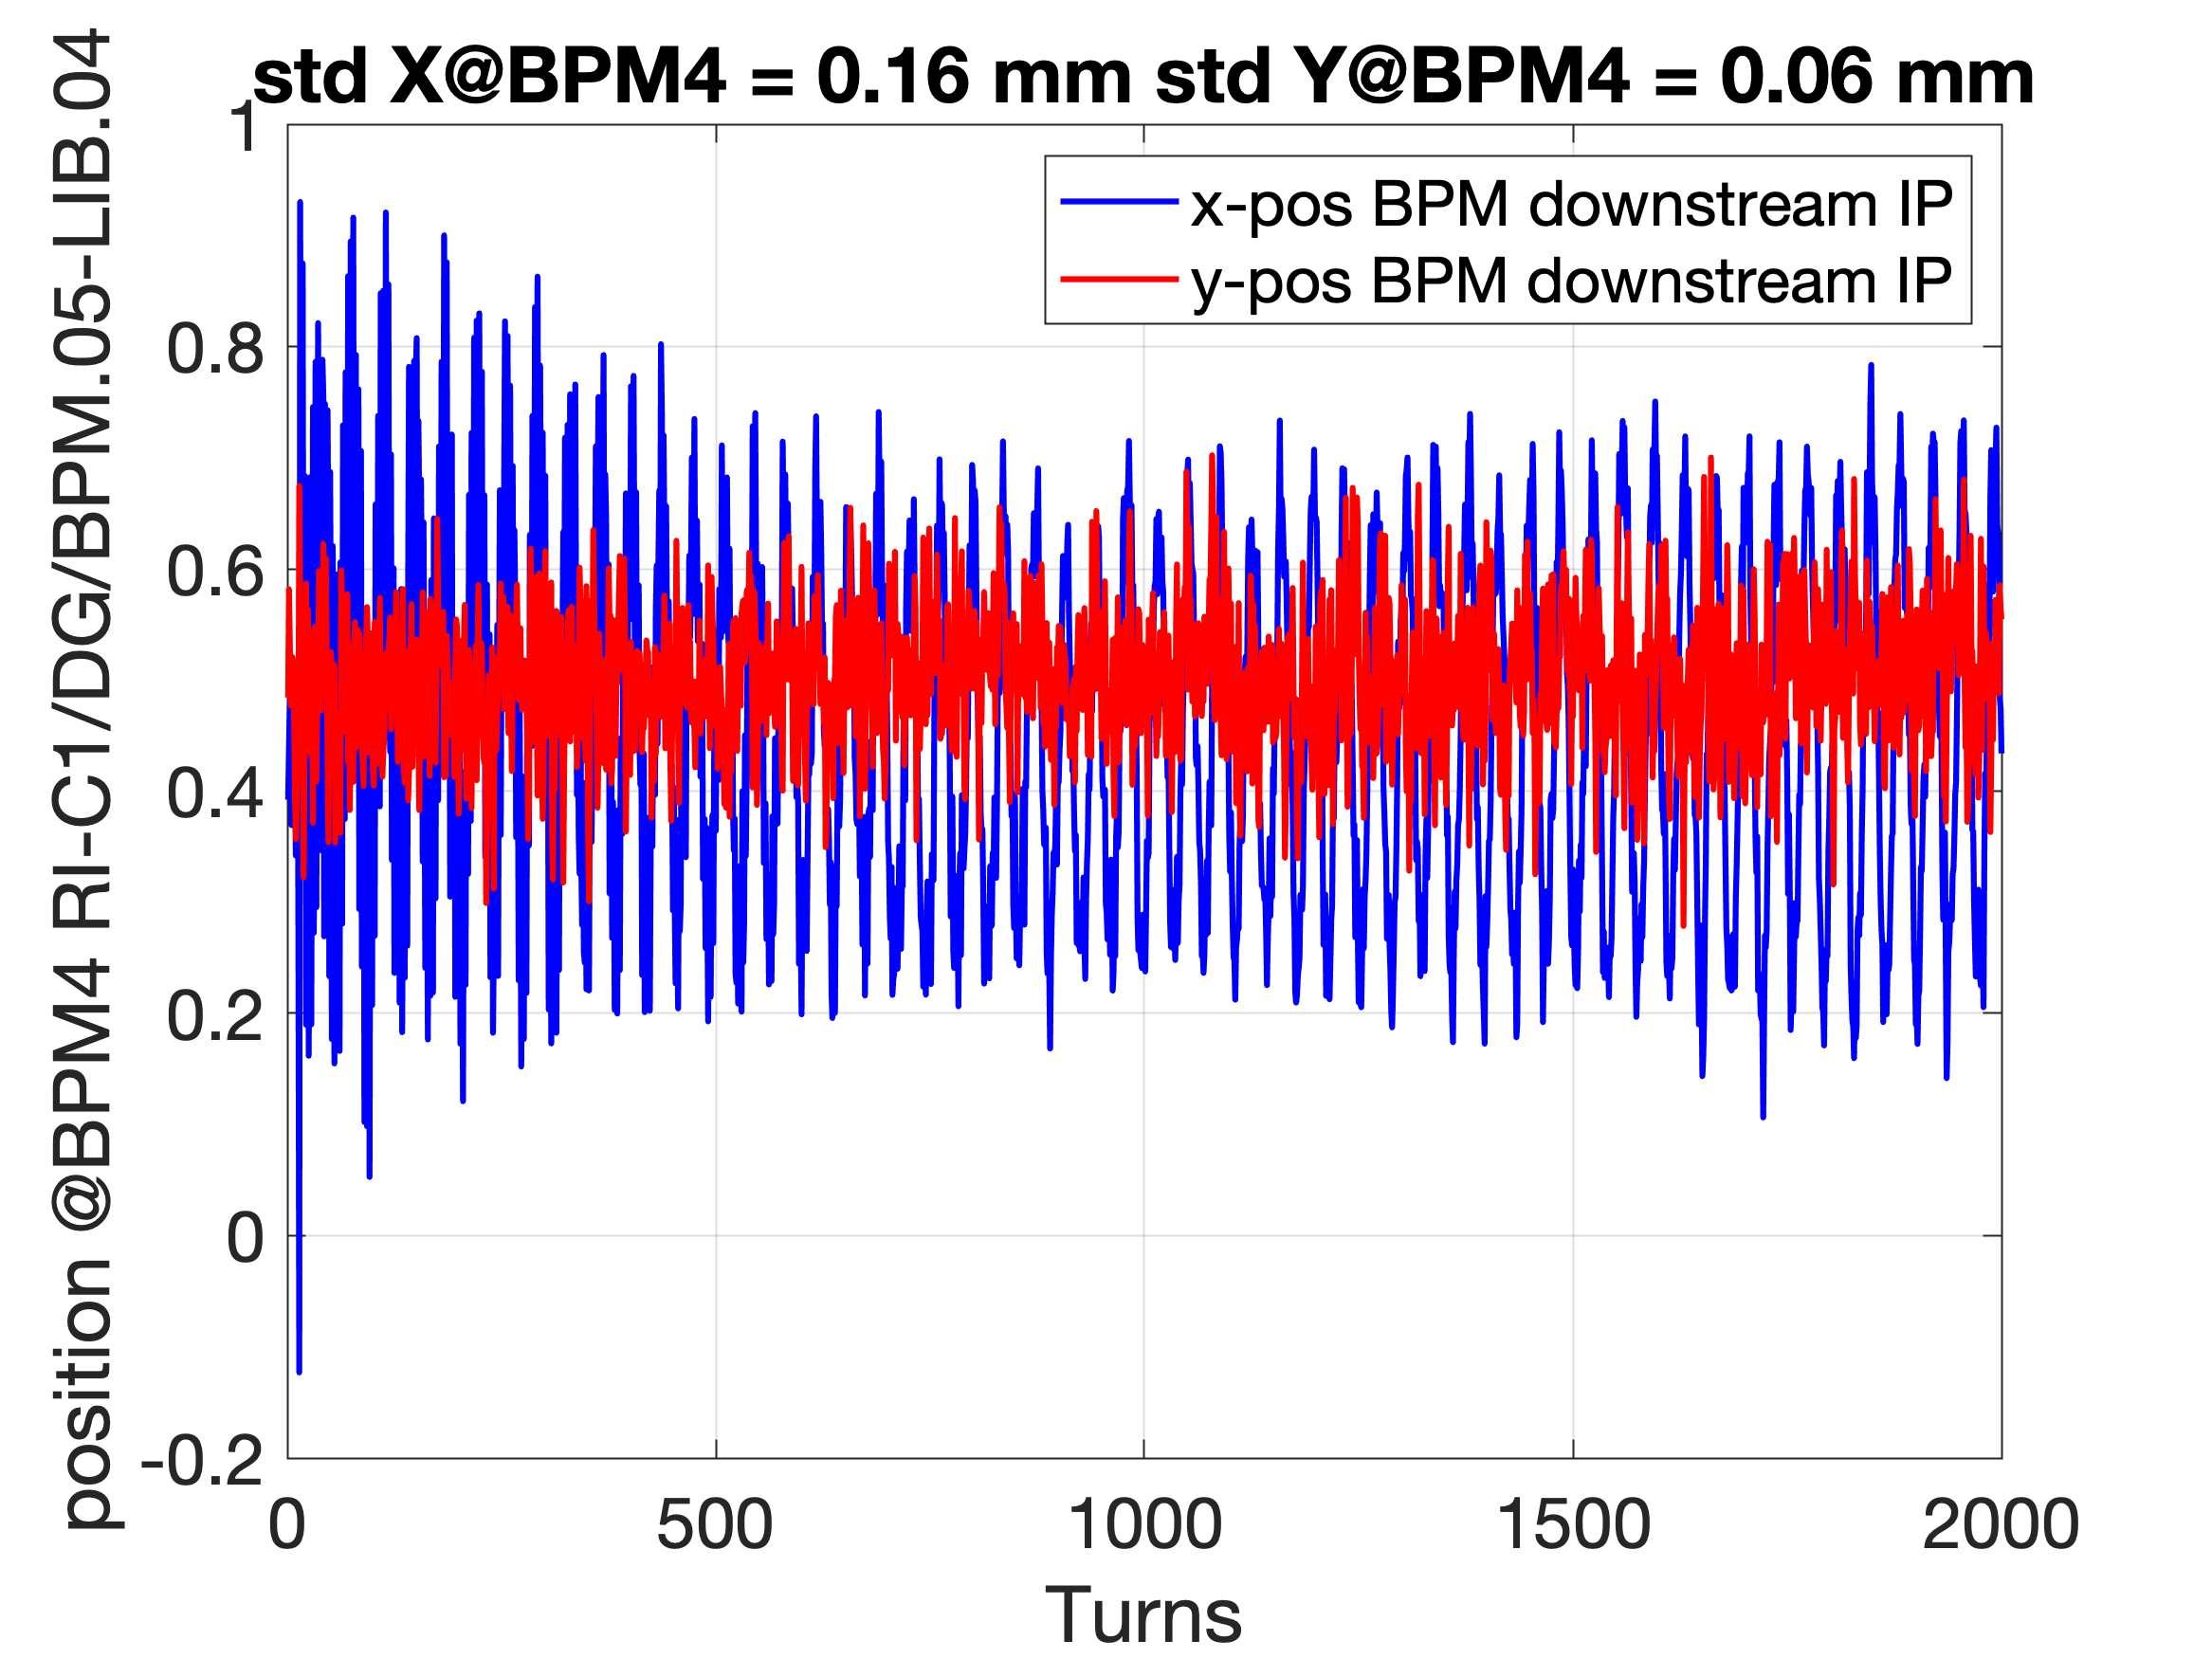 std X@BPM4 = 0.16 mm std Y@BPM4 = 0.06 mm
position @BPM4 RI-C1/DG/BPM.05-LIB.04
1
0.8
0.6
0.4
0.2
0
-0.2
x-pos BPM downstream IP
y-pos BPM downstream IP
0 500 1000 1500 2000
Turns